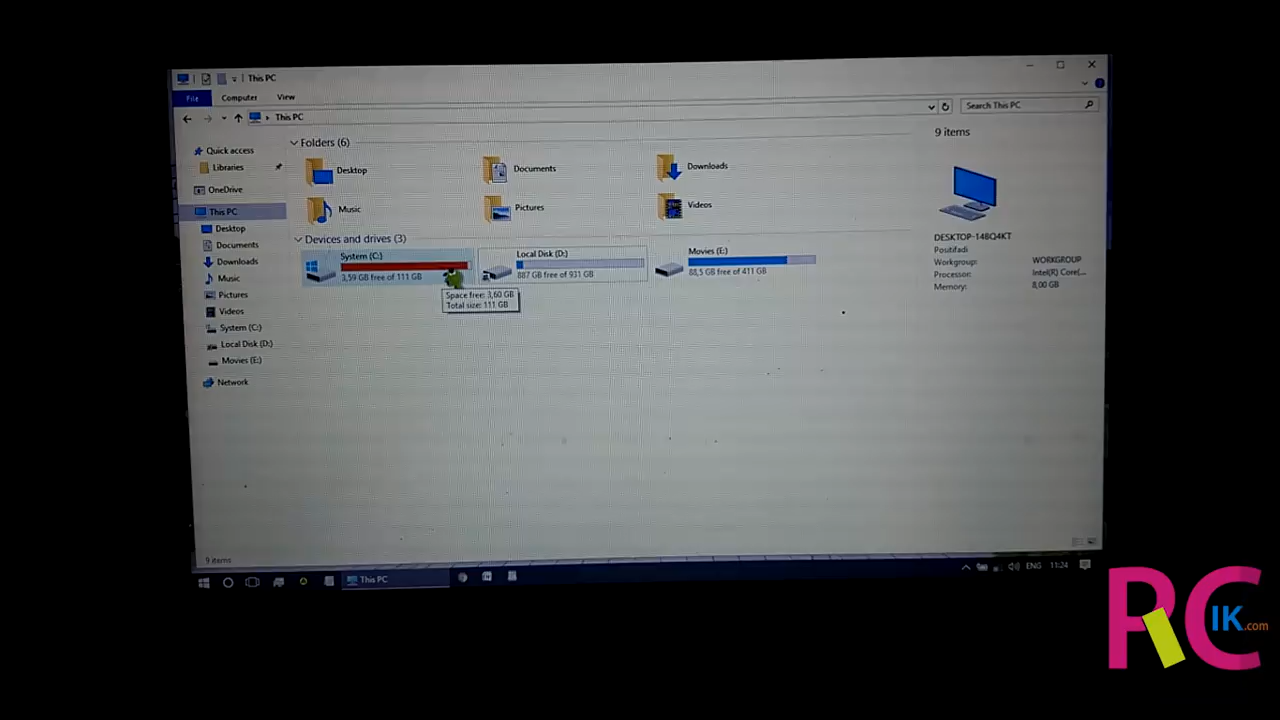 This PC
File
Computer
View
This PC
Search This PC
Quick access
Libraries
OneDrive
This PC
Desktop
Documents
Downloads
Music
Pictures
Videos
System (C:)
Local Disk (D:)
Movies (E:)
Network
Folders (6)
Desktop
Documents
Downloads
Music
Pictures
Videos
Devices and drives (3)
System (C:)
3,59 GB free of 111 GB
Local Disk (D:)
887 GB free of 931 GB
Movies (E:)
88,5 GB free of 411 GB
Space free: 3,60 GB
Total size: 111 GB
9 items
DESKTOP-148Q4KT
Positifadi
Workgroup: WORKGROUP
Processor: Intel(R) Core(...
Memory: 8,00 GB
9 items
This PC
ENG
11:24
RC
IK.com